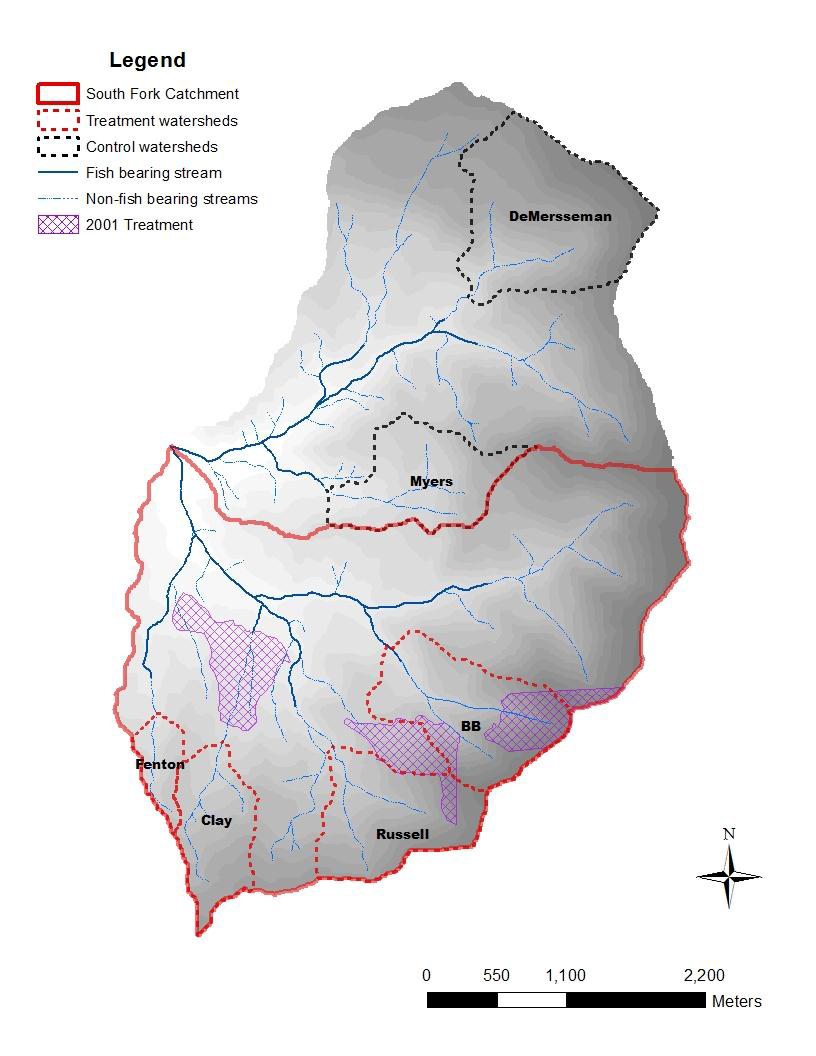 Legend
South Fork Catchment
Treatment watersheds
Control watersheds
Fish bearing stream
Non-fish bearing streams
2001 Treatment
DeMersseman
Myers
BB
Fenton
Clay
Russell
N
0 550 1,100 2,200
Meters